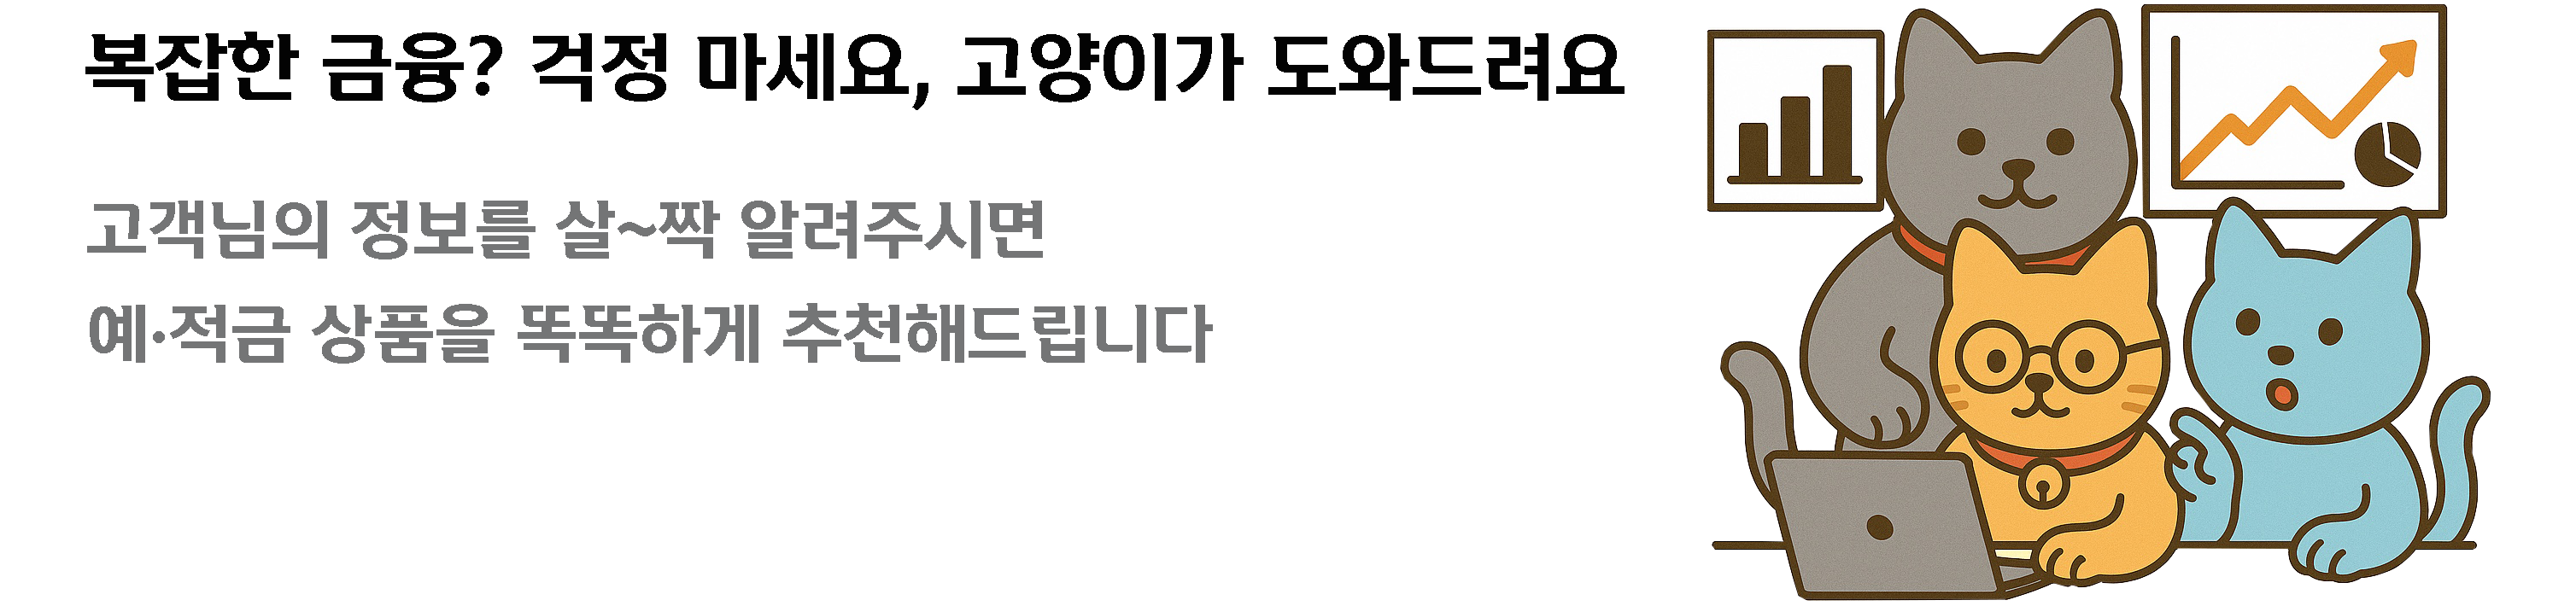 복잡한 금융? 걱정 마세요, 고양이가 도와드려요
고객님의 정보를 살~짝 알려주시면
예·적금 상품을 똑똑하게 추천해드립니다